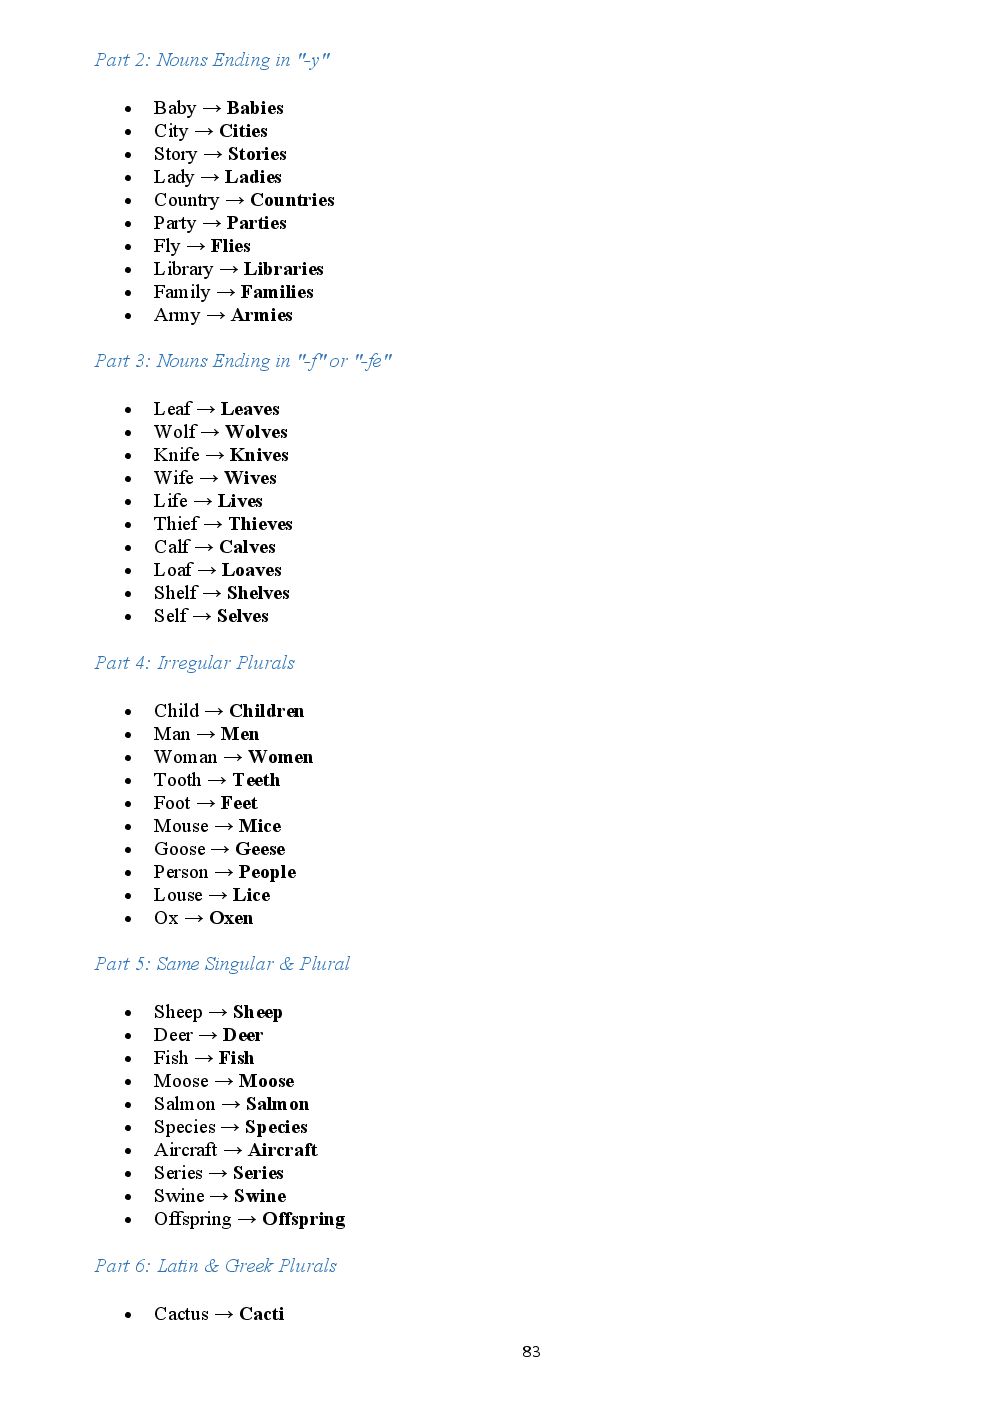 Part 2: Nouns Ending in "-y"
• Baby → Babies
• City → Cities
• Story → Stories
• Lady → Ladies
• Country → Countries
• Party → Parties
• Fly → Flies
• Library → Libraries
• Family → Families
• Army → Armies
Part 3: Nouns Ending in "-f" or "-fe"
• Leaf → Leaves
• Wolf → Wolves
• Knife → Knives
• Wife → Wives
• Life → Lives
• Thief → Thieves
• Calf → Calves
• Loaf → Loaves
• Shelf → Shelves
• Self → Selves
Part 4: Irregular Plurals
• Child → Children
• Man → Men
• Woman → Women
• Tooth → Teeth
• Foot → Feet
• Mouse → Mice
• Goose → Geese
• Person → People
• Louse → Lice
• Ox → Oxen
Part 5: Same Singular & Plural
• Sheep → Sheep
• Deer → Deer
• Fish → Fish
• Moose → Moose
• Salmon → Salmon
• Species → Species
• Aircraft → Aircraft
• Series → Series
• Swine → Swine
• Offspring → Offspring
Part 6: Latin & Greek Plurals
• Cactus → Cacti
83